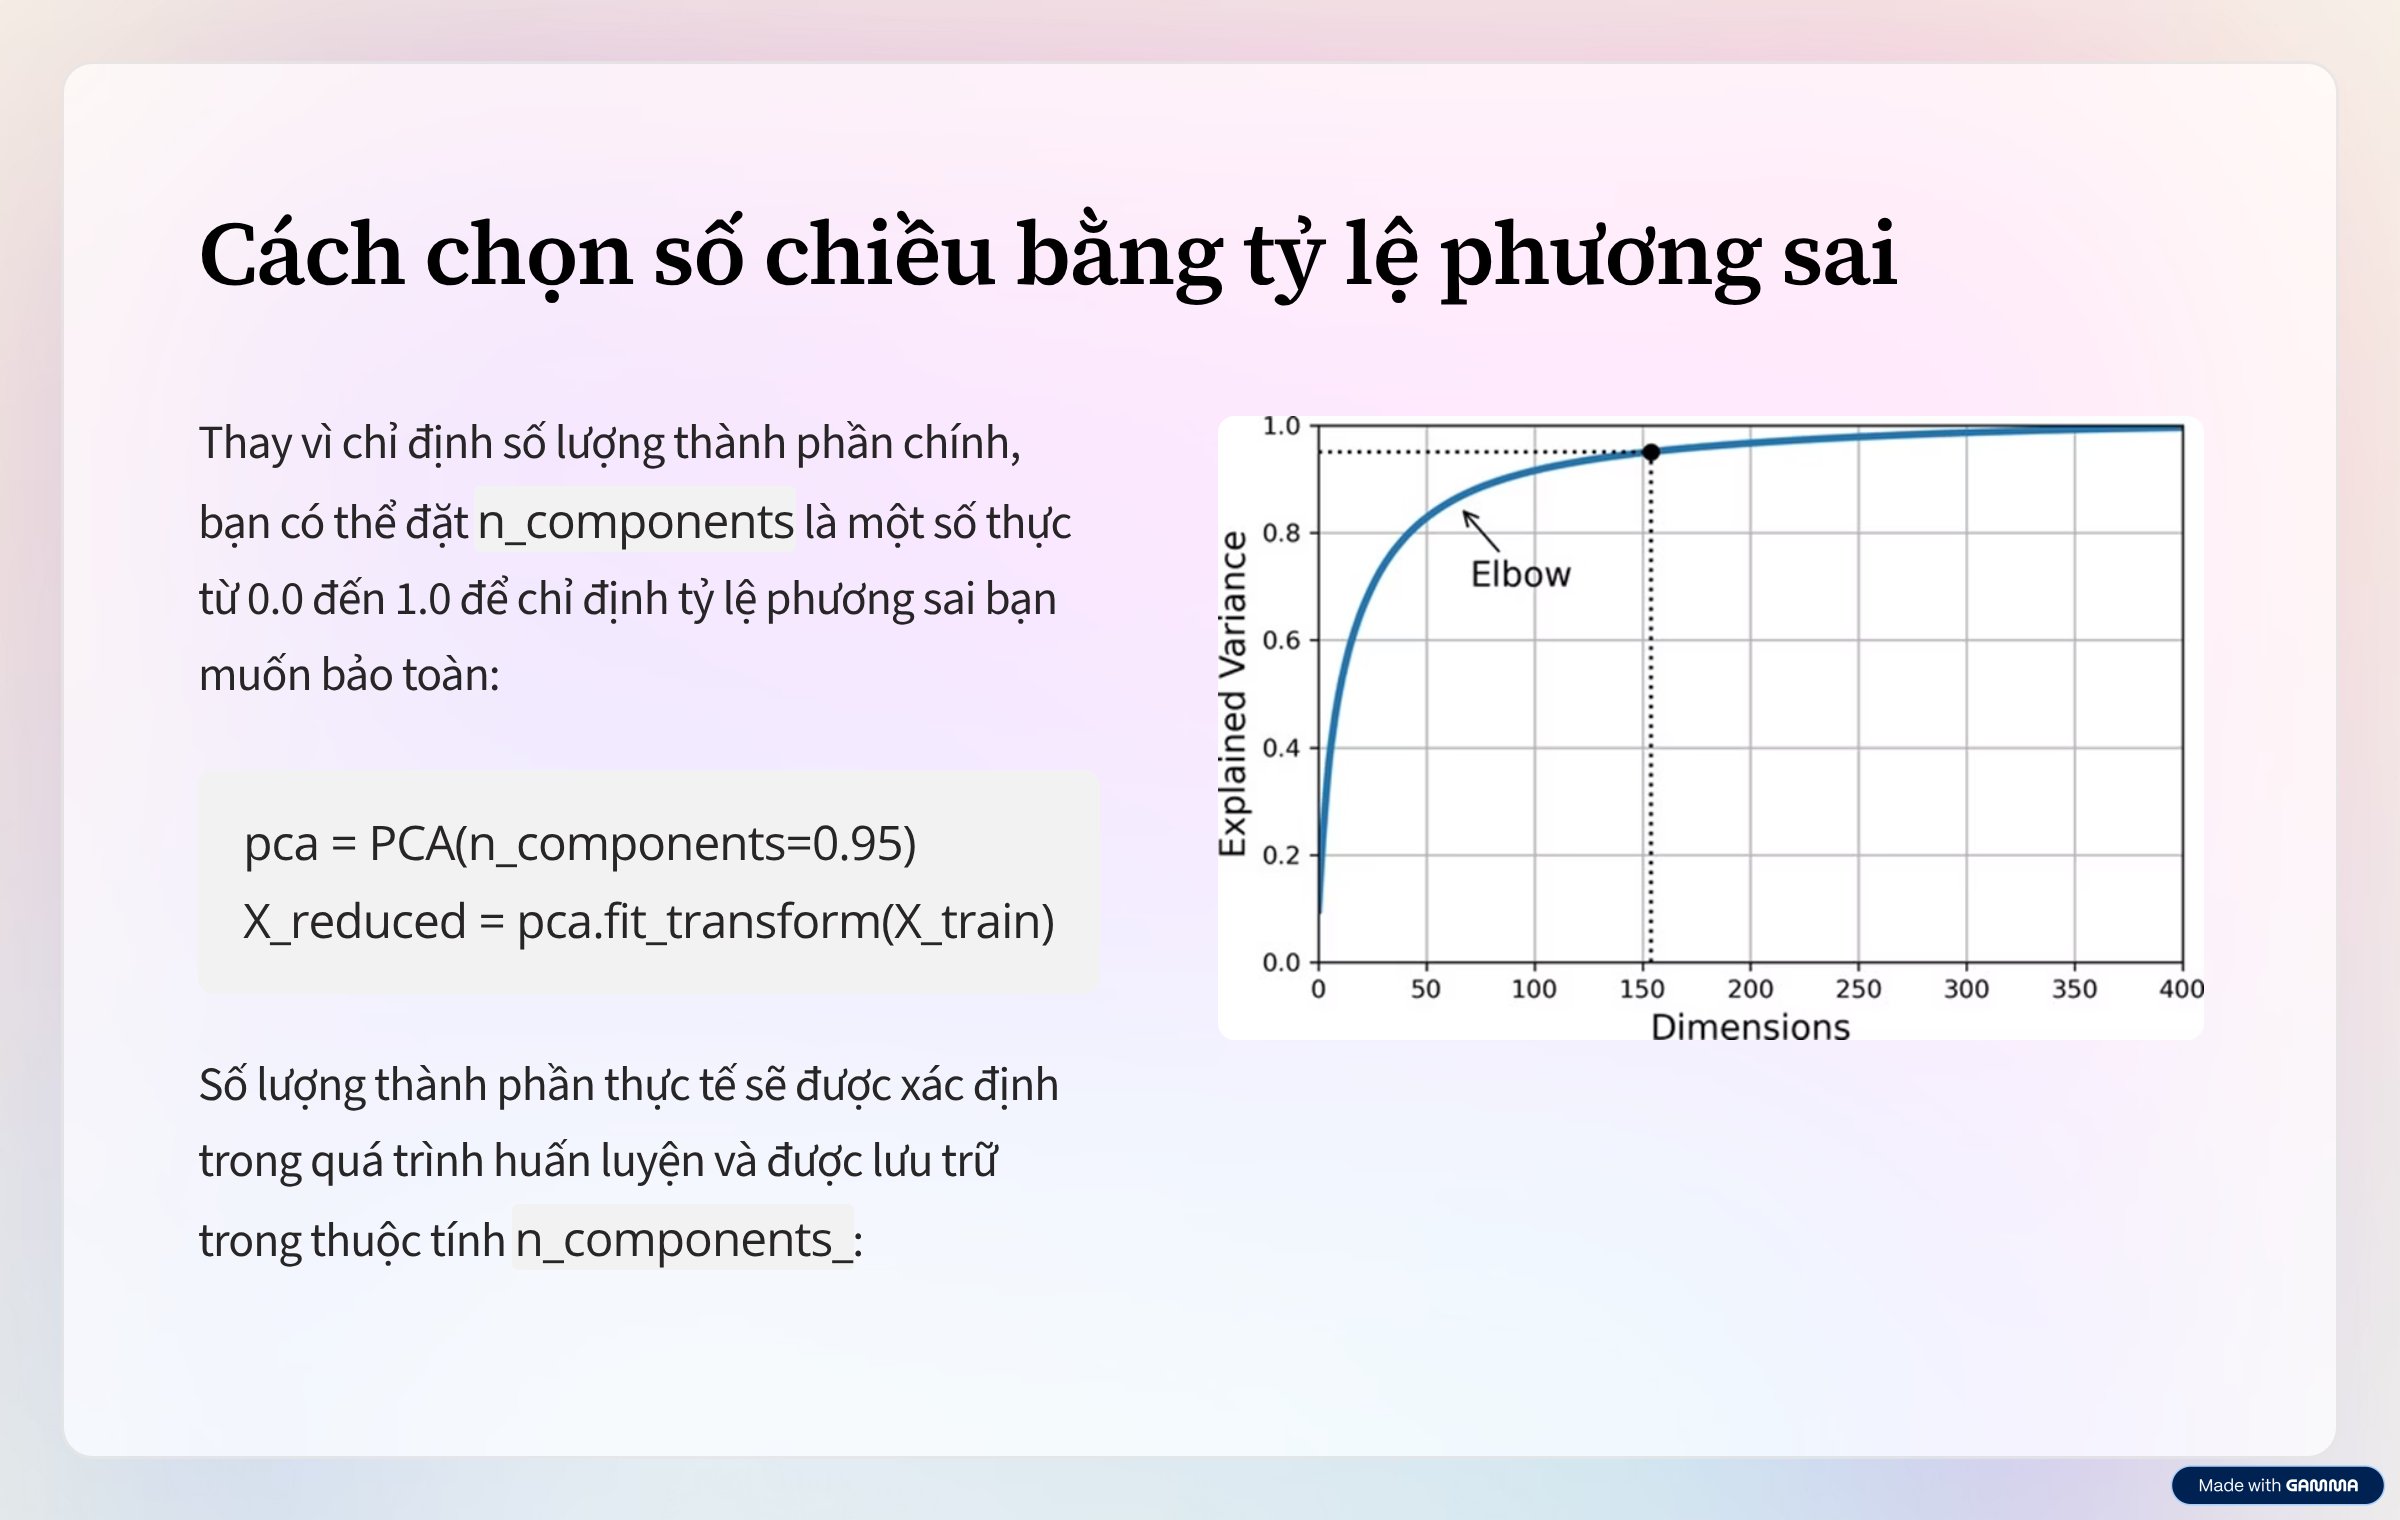 Cách chọn số chiều bằng tỷ lệ phương sai
Thay vì chỉ định số lượng thành phần chính,
bạn có thể đặt n_components là một số thực
từ 0.0 đến 1.0 để chỉ định tỷ lệ phương sai bạn
muốn bảo toàn:
pca = PCA(n_components=0.95)
X_reduced = pca.fit_transform(X_train)
Số lượng thành phần thực tế sẽ được xác định
trong quá trình huấn luyện và được lưu trữ
trong thuộc tính n_components_:
Explained Variance
1.0
0.8
0.6
0.4
0.2
0.0
Elbow
0 50 100 150 200 250 300 350 400
Dimensions
Made with GAMMA